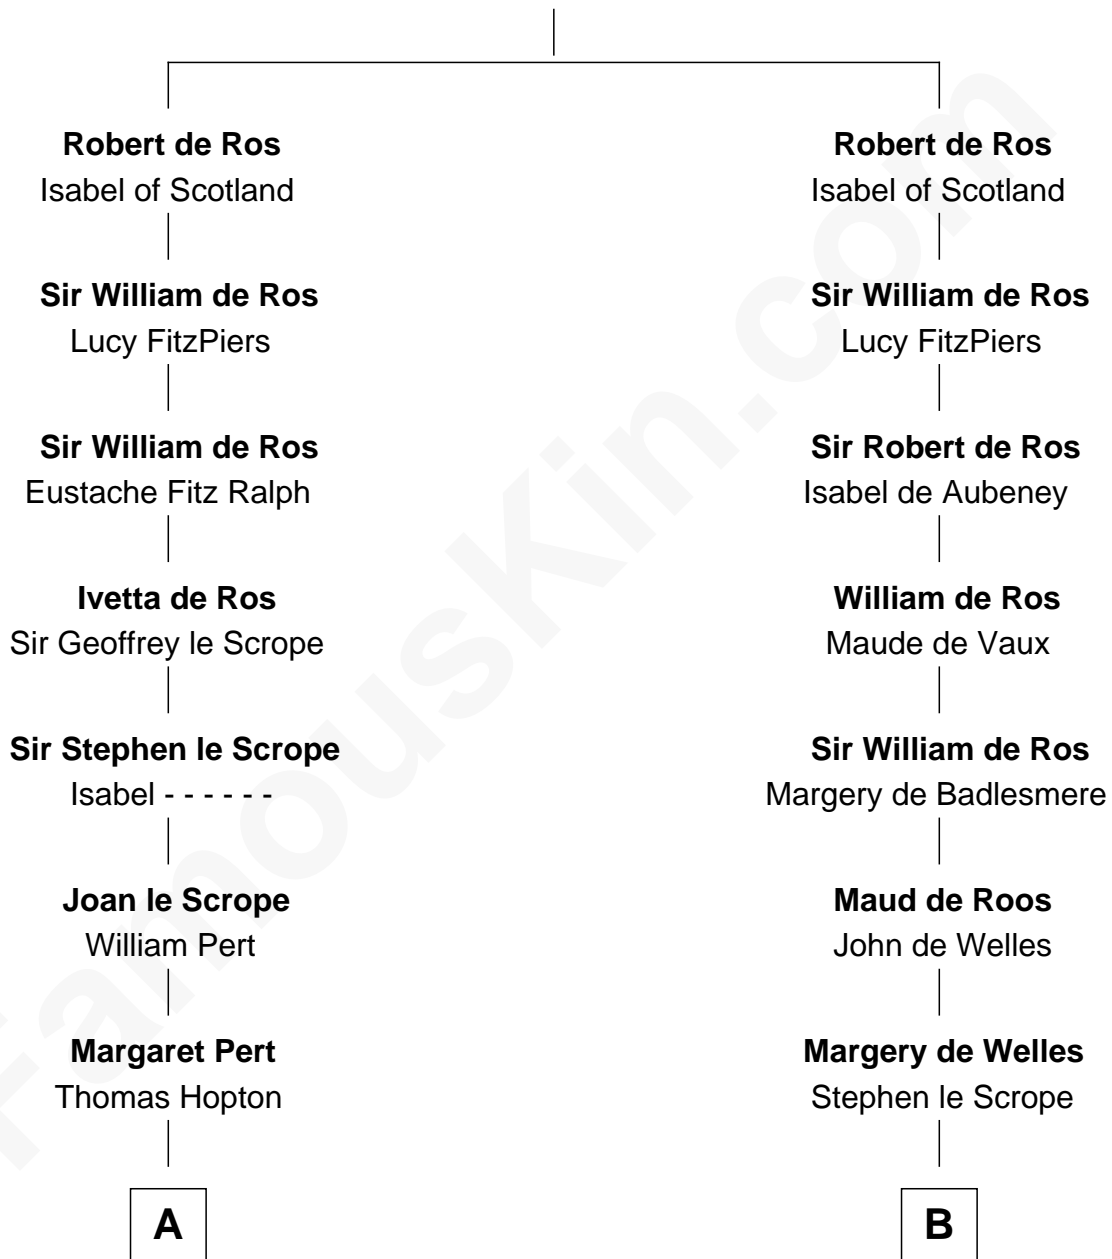 Robert de Ros
Isabel of Scotland
Sir William de Ros
Lucy FitzPiers
Sir William de Ros
Eustache Fitz Ralph
Ivetta de Ros
Sir Geoffrey le Scrope
Sir Stephen le Scrope
Isabel - - - - - -
Joan le Scrope
William Pert
Margaret Pert
Thomas Hopton
A
Robert de Ros
Isabel of Scotland
Sir William de Ros
Lucy FitzPiers
Sir Robert de Ros
Isabel de Aubeney
William de Ros
Maude de Vaux
Sir William de Ros
Margery de Badlesmere
Maud de Roos
John de Welles
Margery de Welles
Stephen le Scrope
B
FamousKin.com